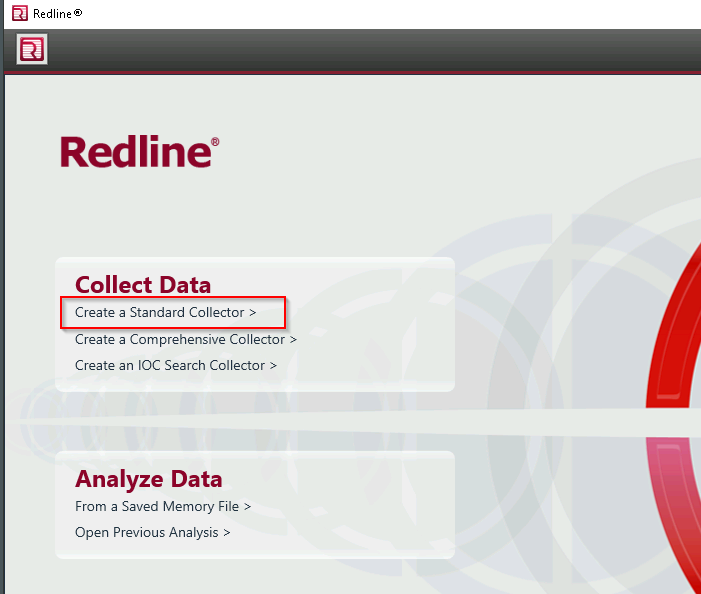 Redline®
Redline®
Collect Data
Create a Standard Collector >
Create a Comprehensive Collector >
Create an IOC Search Collector >
Analyze Data
From a Saved Memory File >
Open Previous Analysis >